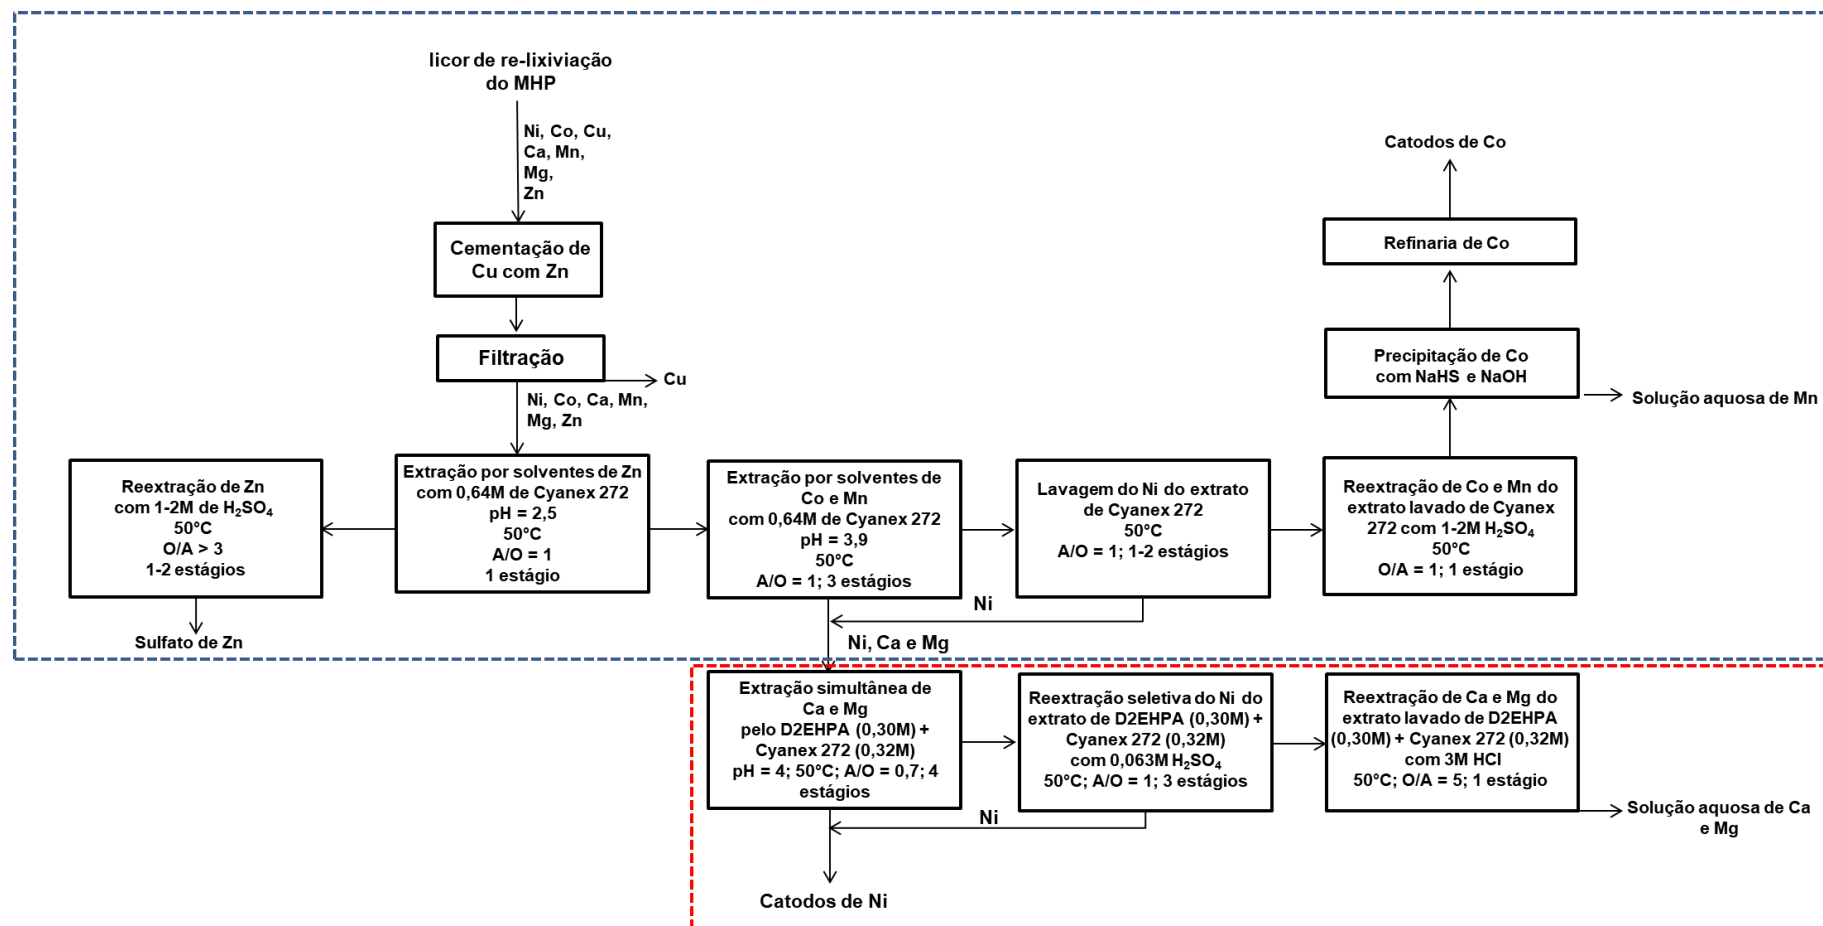 licor de re-lixiviação
do MHP
Ni, Co, Cu,
Ca, Mn,
Mg,
Zn
Cementação de
Cu com Zn
Filtração
Cu
Ni, Co, Ca, Mn,
Mg, Zn
Reextração de Zn
com 1-2M de H₂SO₄
50°C
O/A > 3
1-2 estágios
Sulfato de Zn
Extração por solventes de Zn
com 0,64M de Cyanex 272
pH = 2,5
50°C
A/O = 1
1 estágio
Extração por solventes de
Co e Mn
com 0,64M de Cyanex 272
pH = 3,9
50°C
A/O = 1; 3 estágios
Lavagem do Ni do extrato
de Cyanex 272
50°C
A/O = 1; 1-2 estágios
Ni
Ni, Ca e Mg
Reextração de Co e Mn do
extrato lavado de Cyanex
272 com 1-2M H₂SO₄
50°C
O/A = 1; 1 estágio
Precipitação de Co
com NaHS e NaOH
Solução aquosa de Mn
Refinaria de Co
Catodos de Co
Extração simultânea de
Ca e Mg
pelo D2EHPA (0,30M) +
Cyanex 272 (0,32M)
pH = 4; 50°C; A/O = 0,7; 4
estágios
Reextração seletiva do Ni do
extrato de D2EHPA (0,30M) +
Cyanex 272 (0,32M)
com 0,063M H₂SO₄
50°C; A/O = 1; 3 estágios
Ni
Reextração de Ca e Mg do
extrato lavado de D2EHPA
(0,30M) + Cyanex 272 (0,32M)
com 3M HCl
50°C; O/A = 5; 1 estágio
Solução aquosa de Ca
e Mg
Catodos de Ni